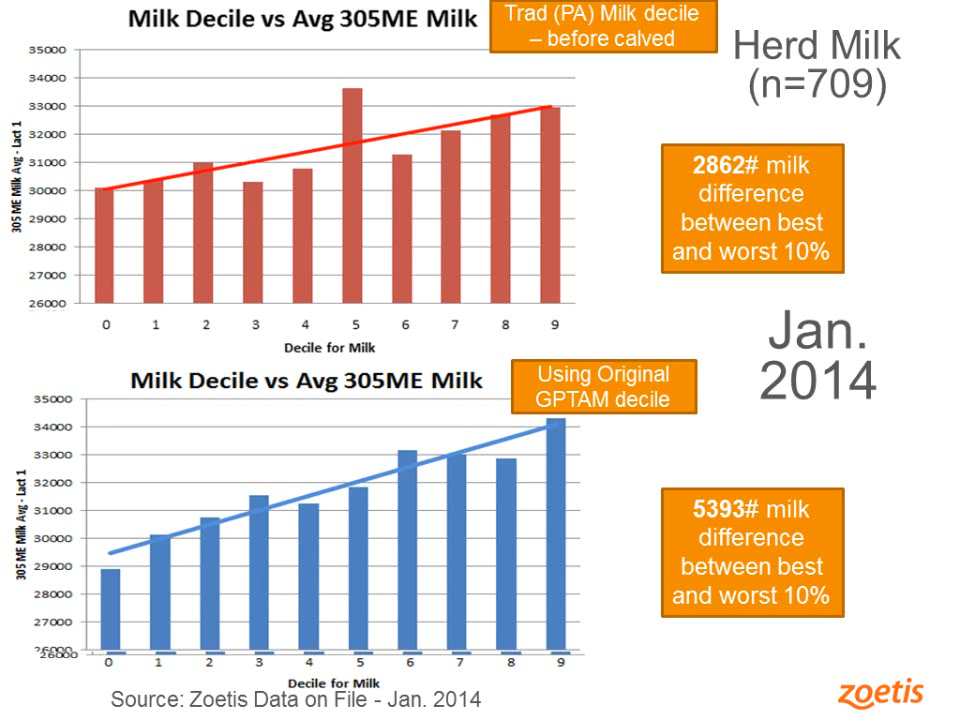 Milk Decile vs Avg 305ME Milk
Trad (PA) Milk decile
– before calved
Herd Milk
(n=709)
305 ME Milk Avg - Lact 1
35000
34000
33000
32000
31000
30000
29000
28000
27000
26000
0 1 2 3 4 5 6 7 8 9
Decile for Milk
2862# milk
difference
between best
and worst 10%
Jan.
2014
Milk Decile vs Avg 305ME Milk
Using Original
GPTAM decile
305 ME Milk Avg - Lact 1
35000
34000
33000
32000
31000
30000
29000
28000
27000
26000
26000
0 1 2 3 4 5 6 7 8 9
Decile for Milk
5393# milk
difference
between best
and worst 10%
Source: Zoetis Data on File - Jan. 2014
zoetis